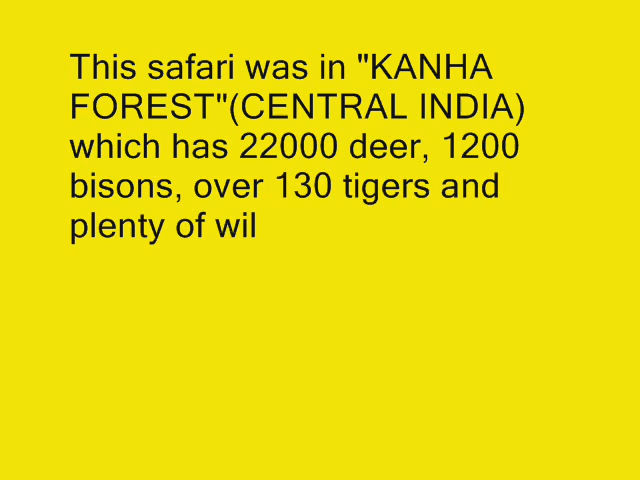 This safari was in "KANHA
FOREST"(CENTRAL INDIA)
which has 22000 deer, 1200
bisons, over 130 tigers and
plenty of wil